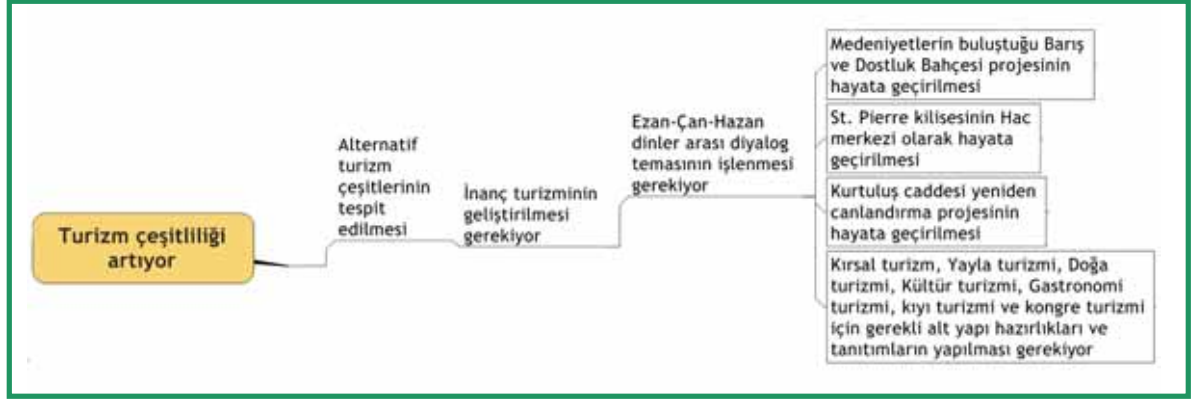 Turizm çeşitliliği
artıyor
Alternatif
turizm
çeşitlerinin
tespit
edilmesi
İnanç turizminin
geliştirilmesi
gerekiyor
Ezan-Çan-Hazan
dinler arası diyalog
temasının işlenmesi
gerekiyor
Medeniyetlerin buluştuğu Barış
ve Dostluk Bahçesi projesinin
hayata geçirilmesi
St. Pierre kilisesinin Hac
merkezi olarak hayata
geçirilmesi
Kurtuluş caddesi yeniden
canlandırma projesinin
hayata geçirilmesi
Kırsal turizm, Yayla turizmi, Doğa
turizmi, Kültür turizmi, Gastronomi
turizmi, kıyı turizmi ve kongre turizmi
için gerekli alt yapı hazırlıkları ve
tanıtımların yapılması gerekiyor